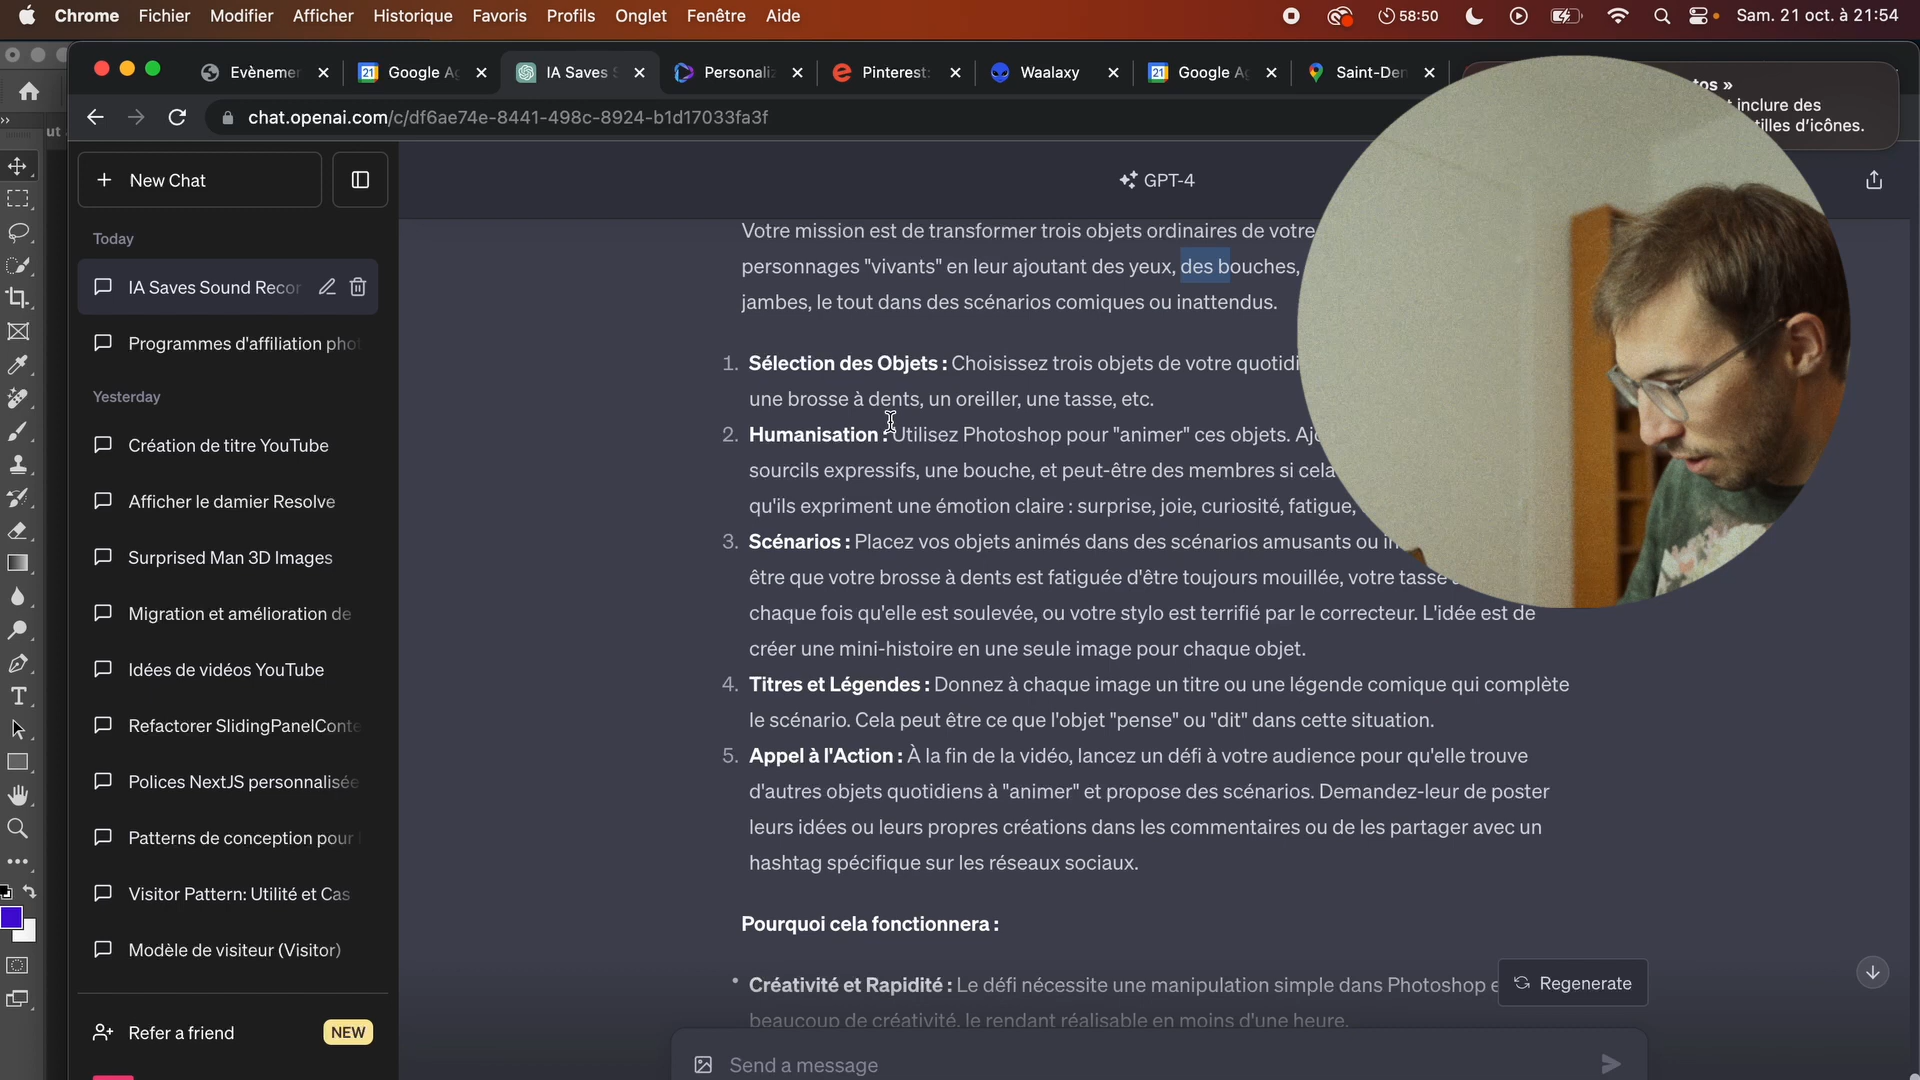 Chrome Fichier Modifier Afficher Historique Favoris Profils Onglet Fenêtre Aide 58:50 Sam. 21 oct. à 21:54
Evèneme Google Ag IA Saves S Personaliz Pinterest: Waalaxy Google Ag Saint-Den
tos »
inclure des
tilles d'icônes.
ut
chat.openai.com/c/df6ae74e-8441-498c-8924-b1d17033fa3f
New Chat
GPT-4
Today
IA Saves Sound Recor
Programmes d'affiliation phot
Yesterday
Création de titre YouTube
Afficher le damier Resolve
Surprised Man 3D Images
Migration et amélioration de
Idées de vidéos YouTube
Refactorer SlidingPanelConte
Polices NextJS personnalisée
Patterns de conception pour
Visitor Pattern: Utilité et Cas
Modèle de visiteur (Visitor)
Refer a friend NEW
Votre mission est de transformer trois objets ordinaires de votre
personnages "vivants" en leur ajoutant des yeux, des bouches,
jambes, le tout dans des scénarios comiques ou inattendus.
1. Sélection des Objets : Choisissez trois objets de votre quotidi
une brosse à dents, un oreiller, une tasse, etc.
2. Humanisation : Utilisez Photoshop pour "animer" ces objets. Ajo
sourcils expressifs, une bouche, et peut-être des membres si cela
qu'ils expriment une émotion claire : surprise, joie, curiosité, fatigue,
3. Scénarios : Placez vos objets animés dans des scénarios amusants ou in
être que votre brosse à dents est fatiguée d'être toujours mouillée, votre tasse
chaque fois qu'elle est soulevée, ou votre stylo est terrifié par le correcteur. L'idée est de
créer une mini-histoire en une seule image pour chaque objet.
4. Titres et Légendes : Donnez à chaque image un titre ou une légende comique qui complète
le scénario. Cela peut être ce que l'objet "pense" ou "dit" dans cette situation.
5. Appel à l'Action : À la fin de la vidéo, lancez un défi à votre audience pour qu'elle trouve
d'autres objets quotidiens à "animer" et propose des scénarios. Demandez-leur de poster
leurs idées ou leurs propres créations dans les commentaires ou de les partager avec un
hashtag spécifique sur les réseaux sociaux.
Pourquoi cela fonctionnera :
• Créativité et Rapidité : Le défi nécessite une manipulation simple dans Photoshop e
beaucoup de créativité, le rendant réalisable en moins d'une heure.
Regenerate
Send a message